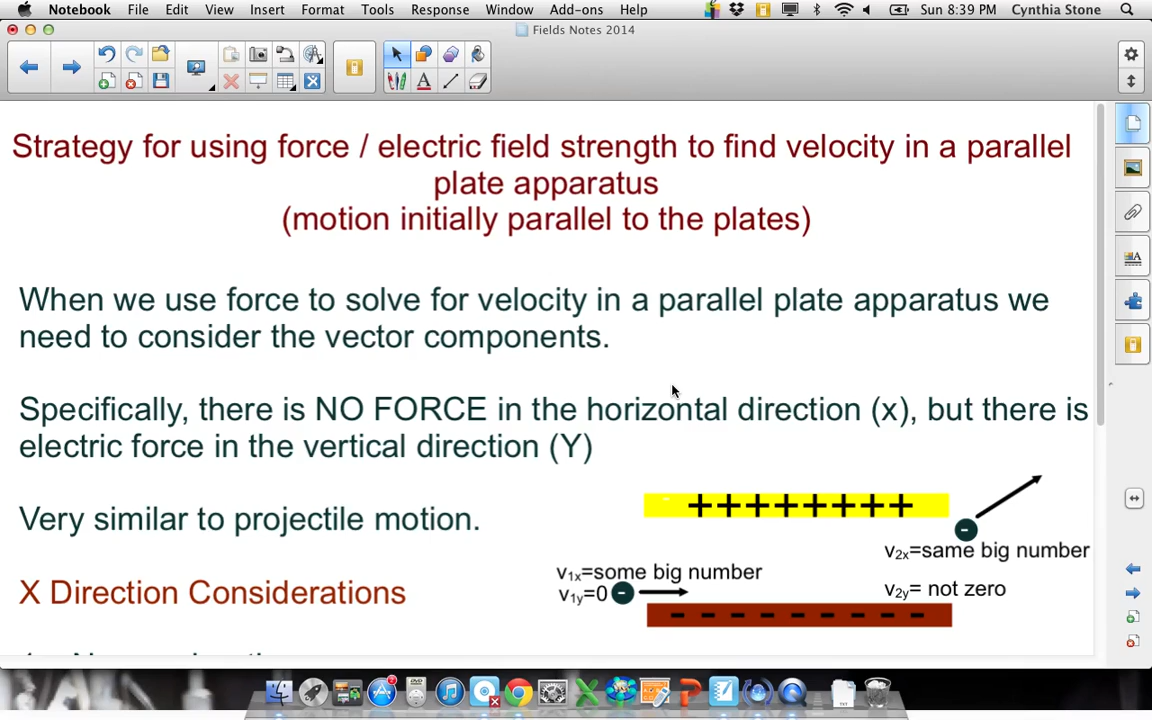 Notebook File Edit View Insert Format Tools Response Window Add-ons Help Sun 8:39 PM Cynthia Stone
Fields Notes 2014
Strategy for using force / electric field strength to find velocity in a parallel
plate apparatus
(motion initially parallel to the plates)
When we use force to solve for velocity in a parallel plate apparatus we
need to consider the vector components.
Specifically, there is NO FORCE in the horizontal direction (x), but there is
electric force in the vertical direction (Y)
Very similar to projectile motion.
+ + + + + + + +
-
v2x=same big number
v1x=some big number
v1y=0 -
v2y= not zero
- - - - - - - - -
X Direction Considerations